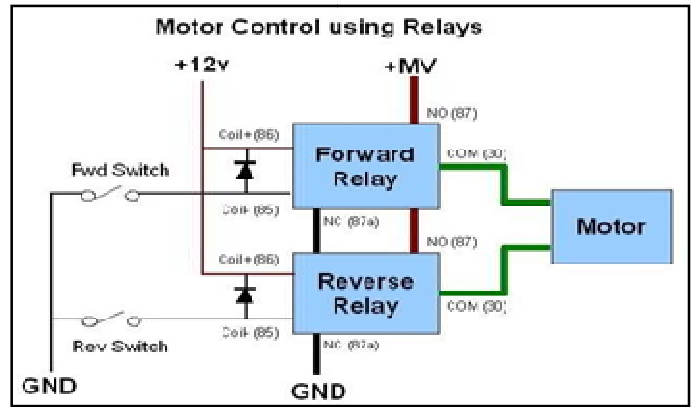 Motor Control using Relays
+12v
+MV
NO (87)
Coil+(86)
Forward
Relay
COM (30)
Fwd Switch
Coil-(85)
NC (87a)
Motor
NO (87)
Coil+(86)
Reverse
Relay
COM (30)
Coil-(85)
Rev Switch
NC (87a)
GND
GND